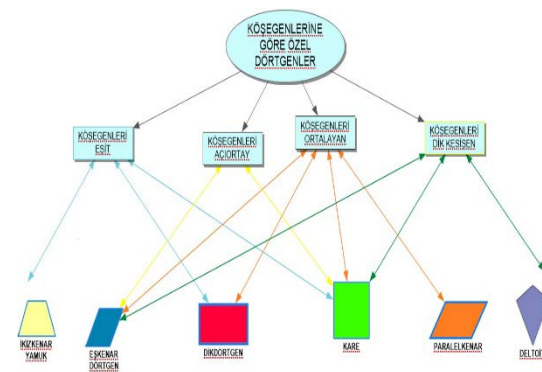 KÖŞEGENLERİNE
GÖRE ÖZEL
DÖRTGENLER
KÖŞEGENLERİ
EŞİT
KÖŞEGENLERİ
AÇIORTAY
KÖŞEGENLERİ
ORTALAYAN
KÖŞEGENLERİ
DİK KESİŞEN
İKİZKENAR
YAMUK
EŞKENAR
DÖRTGEN
DİKDÖRTGEN
KARE
PARALELKENAR
DELTOİT